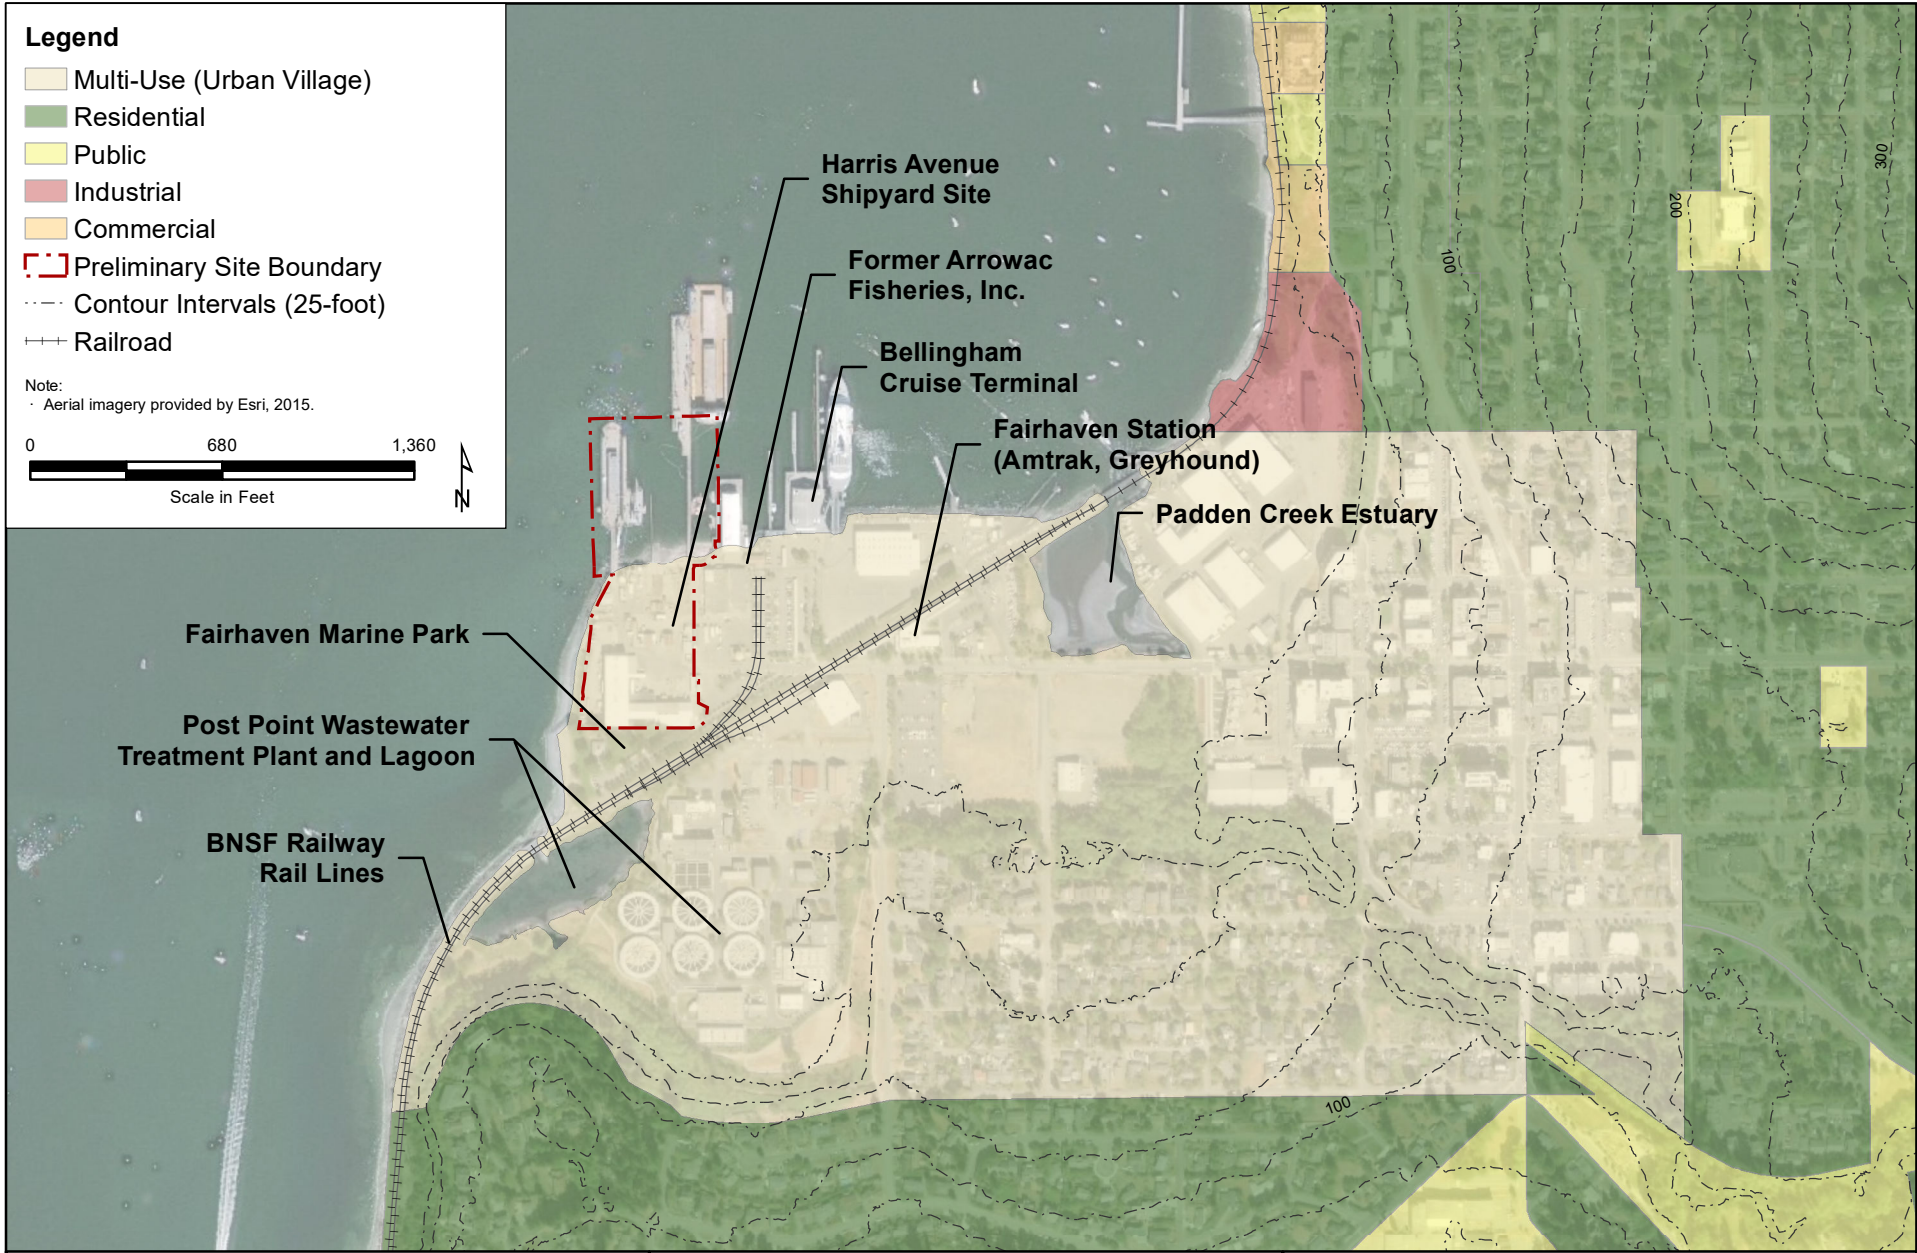 Legend
Multi-Use (Urban Village)
Residential
Public
Industrial
Commercial
Preliminary Site Boundary
Contour Intervals (25-foot)
Railroad
Note:
· Aerial imagery provided by Esri, 2015.
0 680 1,360
Scale in Feet
N
Harris Avenue
Shipyard Site
Former Arrowac
Fisheries, Inc.
Bellingham
Cruise Terminal
Fairhaven Station
(Amtrak, Greyhound)
Padden Creek Estuary
Fairhaven Marine Park
Post Point Wastewater
Treatment Plant and Lagoon
BNSF Railway
Rail Lines
300
200
100
100